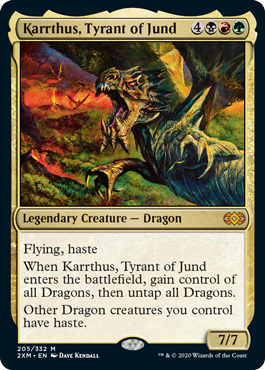 Karrthus, Tyrant of Jund 4
Legendary Creature — Dragon
Flying, haste
When Karrthus, Tyrant of Jund
enters the battlefield, gain control of
all Dragons, then untap all Dragons.
Other Dragon creatures you control
have haste.
7/7
205/332 M
2XM • EN DAVE KENDALL
™ & © 2020 Wizards of the Coast